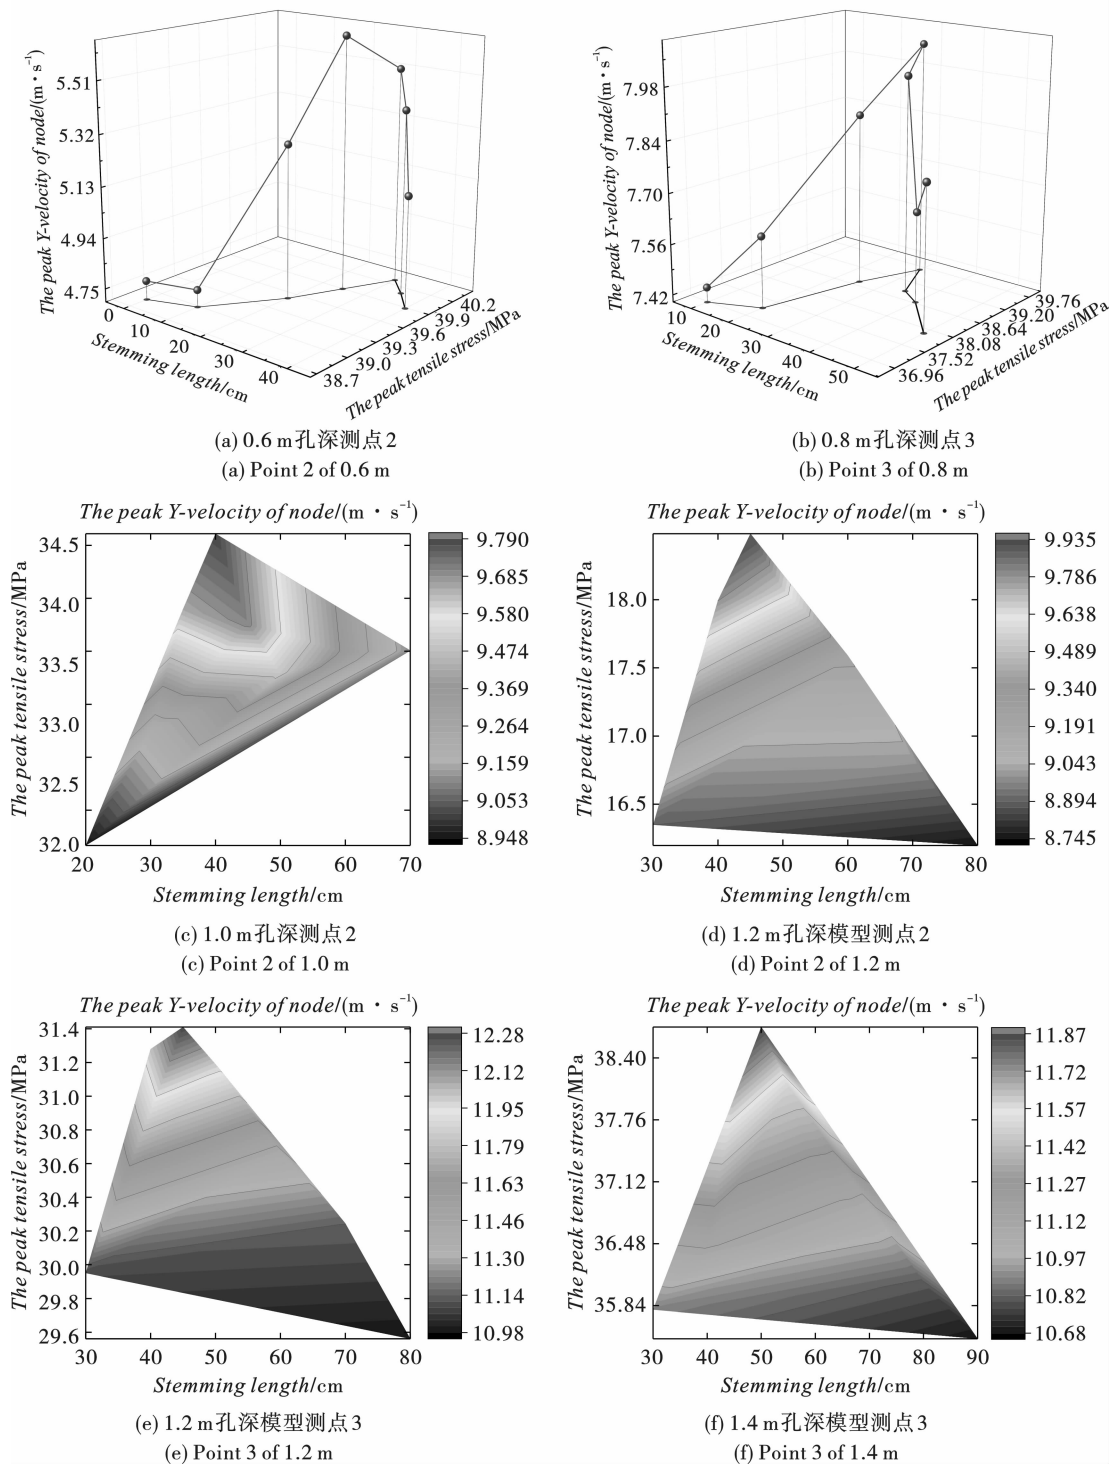 The peak Y-velocity of node/(m·s⁻¹)
5.51
5.32
5.13
4.94
4.75
0
10
20
30
40
Stemming length/cm
38.7
39.0
39.3
39.6
39.9
40.2
The peak tensile stress/MPa
(a) 0.6 m孔深测点2
(a) Point 2 of 0.6 m
The peak Y-velocity of node/(m·s⁻¹)
7.98
7.84
7.70
7.56
7.42
10
20
30
40
50
Stemming length/cm
36.96
37.52
38.08
38.64
39.20
39.76
The peak tensile stress/MPa
(b) 0.8 m孔深测点3
(b) Point 3 of 0.8 m
The peak Y-velocity of node/(m · s⁻¹)
The peak tensile stress/MPa
34.5
34.0
33.5
33.0
32.5
32.0
20 30 40 50 60 70
Stemming length/cm
9.790
9.685
9.580
9.474
9.369
9.264
9.159
9.053
8.948
(c) 1.0 m孔深测点2
(c) Point 2 of 1.0 m
The peak Y-velocity of node/(m · s⁻¹)
The peak tensile stress/MPa
18.0
17.5
17.0
16.5
30 40 50 60 70 80
Stemming length/cm
9.935
9.786
9.638
9.489
9.340
9.191
9.043
8.894
8.745
(d) 1.2 m孔深模型测点2
(d) Point 2 of 1.2 m
The peak Y-velocity of node/(m · s⁻¹)
The peak tensile stress/MPa
31.4
31.2
31.0
30.8
30.6
30.4
30.2
30.0
29.8
29.6
30 40 50 60 70 80
Stemming length/cm
12.28
12.12
11.95
11.79
11.63
11.46
11.30
11.14
10.98
(e) 1.2 m孔深模型测点3
(e) Point 3 of 1.2 m
The peak Y-velocity of node/(m · s⁻¹)
The peak tensile stress/MPa
38.40
37.76
37.12
36.48
35.84
30 40 50 60 70 80 90
Stemming length/cm
11.87
11.72
11.57
11.42
11.27
11.12
10.97
10.82
10.68
(f) 1.4 m孔深模型测点3
(f) Point 3 of 1.4 m